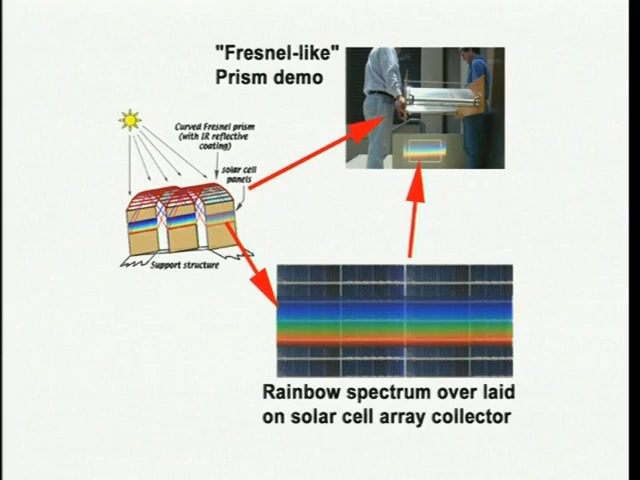 "Fresnel-like"
Prism demo
Curved Fresnel prism
(with IR reflective
coating)
solar cell
panels
Support structure
Rainbow spectrum over laid
on solar cell array collector